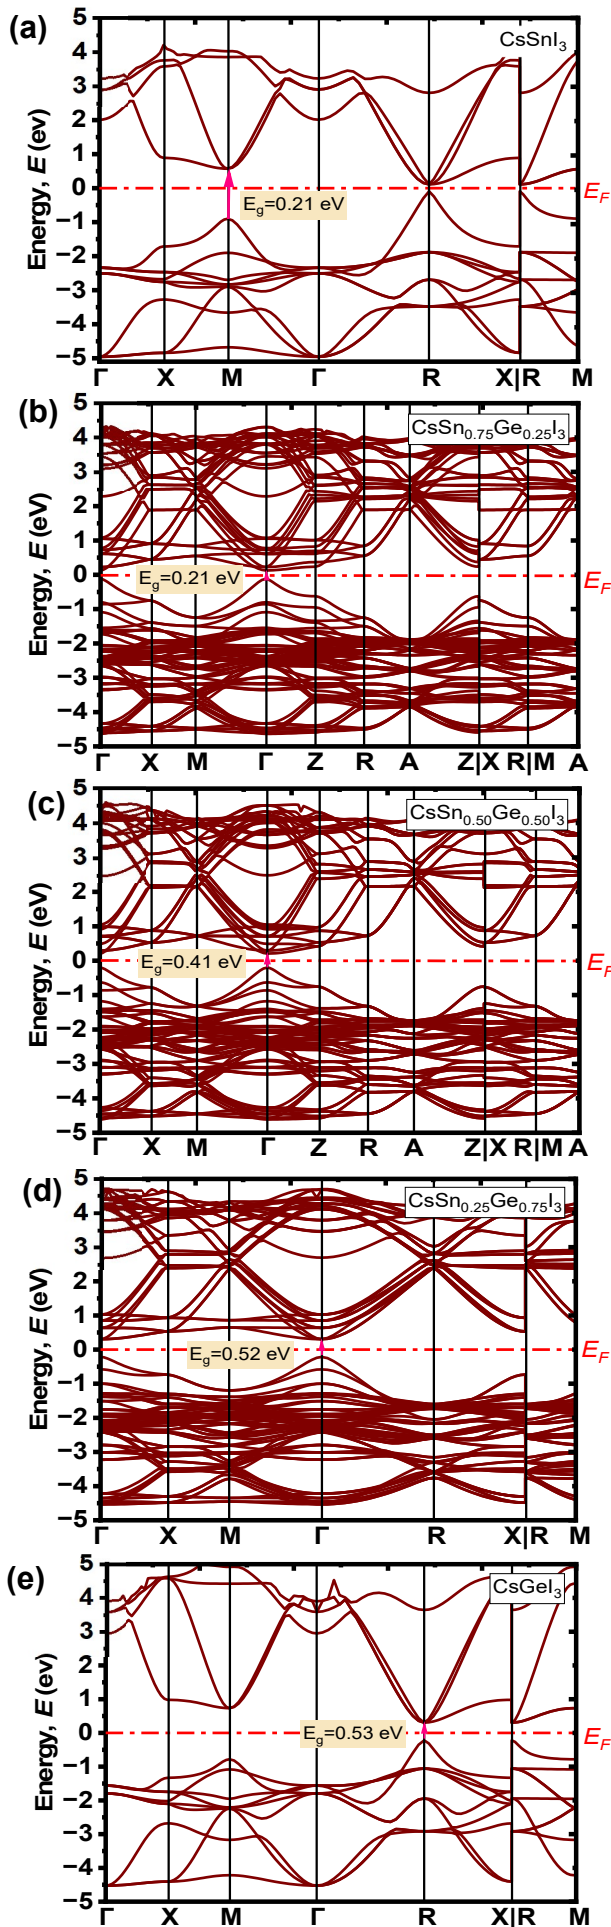 (a)
CsSnI3
Energy, E (ev)
5
4
3
2
1
0
−1
−2
−3
−4
−5
Eg=0.21 eV
EF
Γ X M Γ R X|R M
(b)
CsSn0.75Ge0.25I3
Energy, E (eV)
5
4
3
2
1
0
−1
−2
−3
−4
−5
Eg=0.21 eV
EF
Γ X M Γ Z R A Z|X R|M A
(c)
CsSn0.50Ge0.50I3
Energy, E (eV)
5
4
3
2
1
0
−1
−2
−3
−4
−5
Eg=0.41 eV
EF
Γ X M Γ Z R A Z|X R|M A
(d)
CsSn0.25Ge0.75I3
Energy, E (eV)
5
4
3
2
1
0
−1
−2
−3
−4
−5
Eg=0.52 eV
EF
Γ X M Γ R X|R M
(e)
CsGeI3
Energy, E (ev)
5
4
3
2
1
0
−1
−2
−3
−4
−5
Eg=0.53 eV
EF
Γ X M Γ R X|R M